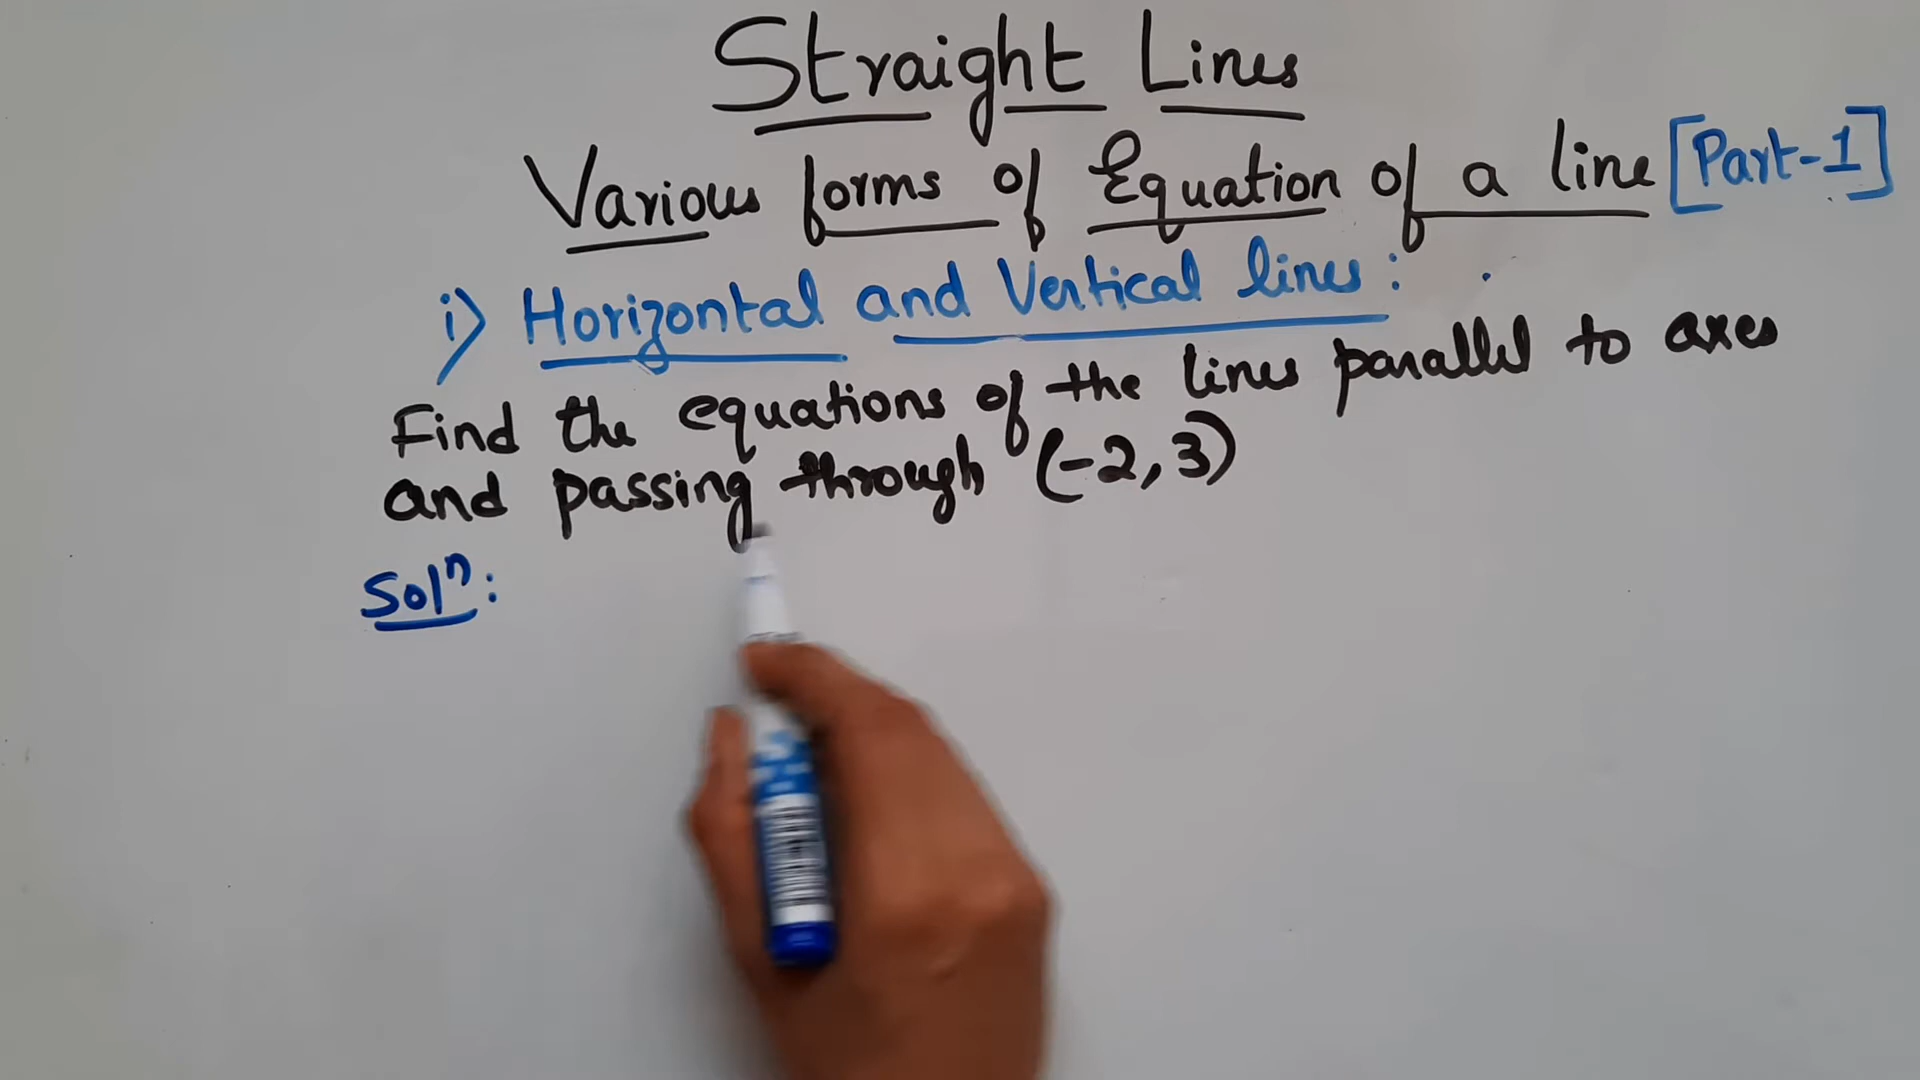 Straight Lines
Various forms of Equation of a line [Part-1]
i) Horizontal and Vertical lines:
Find the equations of the lines parallel to axes
and passing through (-2, 3)
Solⁿ: